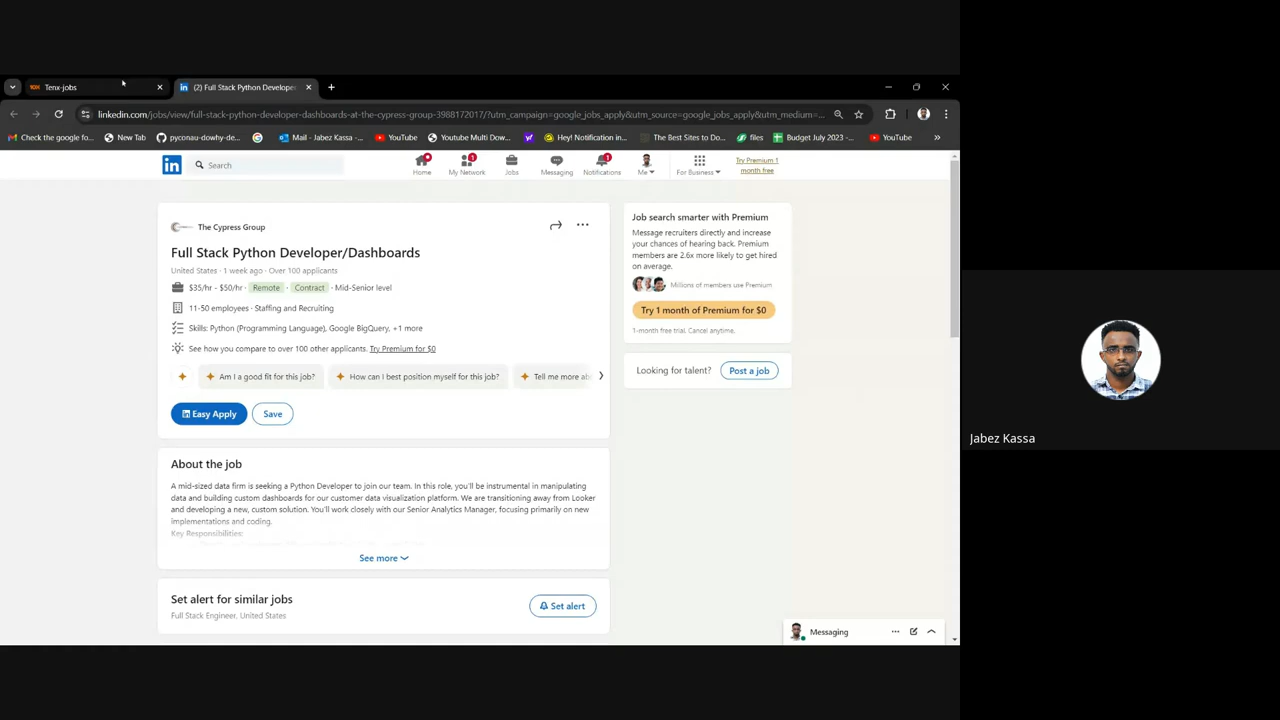 Tenx-jobs
(2) Full Stack Python Develope
linkedin.com/jobs/view/full-stack-python-developer-dashboards-at-the-cypress-group-3988172017/?utm_campaign=google_jobs_apply&utm_source=google_jobs_apply&utm_medium=...
Check the google fo...
New Tab
pyconau-dowhy-de...
Mail - Jabez Kassa -...
YouTube
Youtube Multi Dow...
Hey! Notification in...
The Best Sites to Do...
files
Budget July 2023 -...
YouTube
»
in
Search
Home
1
My Network
Jobs
Messaging
1
Notifications
Me
For Business
Try Premium 1
month free
The Cypress Group
Full Stack Python Developer/Dashboards
United States · 1 week ago · Over 100 applicants
$35/hr - $50/hr · Remote · Contract · Mid-Senior level
11-50 employees · Staffing and Recruiting
Skills: Python (Programming Language), Google BigQuery, +1 more
See how you compare to over 100 other applicants. Try Premium for $0
Am I a good fit for this job?
How can I best position myself for this job?
Tell me more ab
Easy Apply
Save
About the job
A mid-sized data firm is seeking a Python Developer to join our team. In this role, you'll be instrumental in manipulating
data and building custom dashboards for our customer data visualization platform. We are transitioning away from Looker
and developing a new, custom solution. You'll work closely with our Senior Analytics Manager, focusing primarily on new
implementations and coding.
Key Responsibilities:
See more
Set alert for similar jobs
Full Stack Engineer, United States
Set alert
Job search smarter with Premium
Message recruiters directly and increase
your chances of hearing back. Premium
members are 2.6x more likely to get hired
on average.
Millions of members use Premium
Try 1 month of Premium for $0
1-month free trial. Cancel anytime.
Looking for talent?
Post a job
Messaging
Jabez Kassa